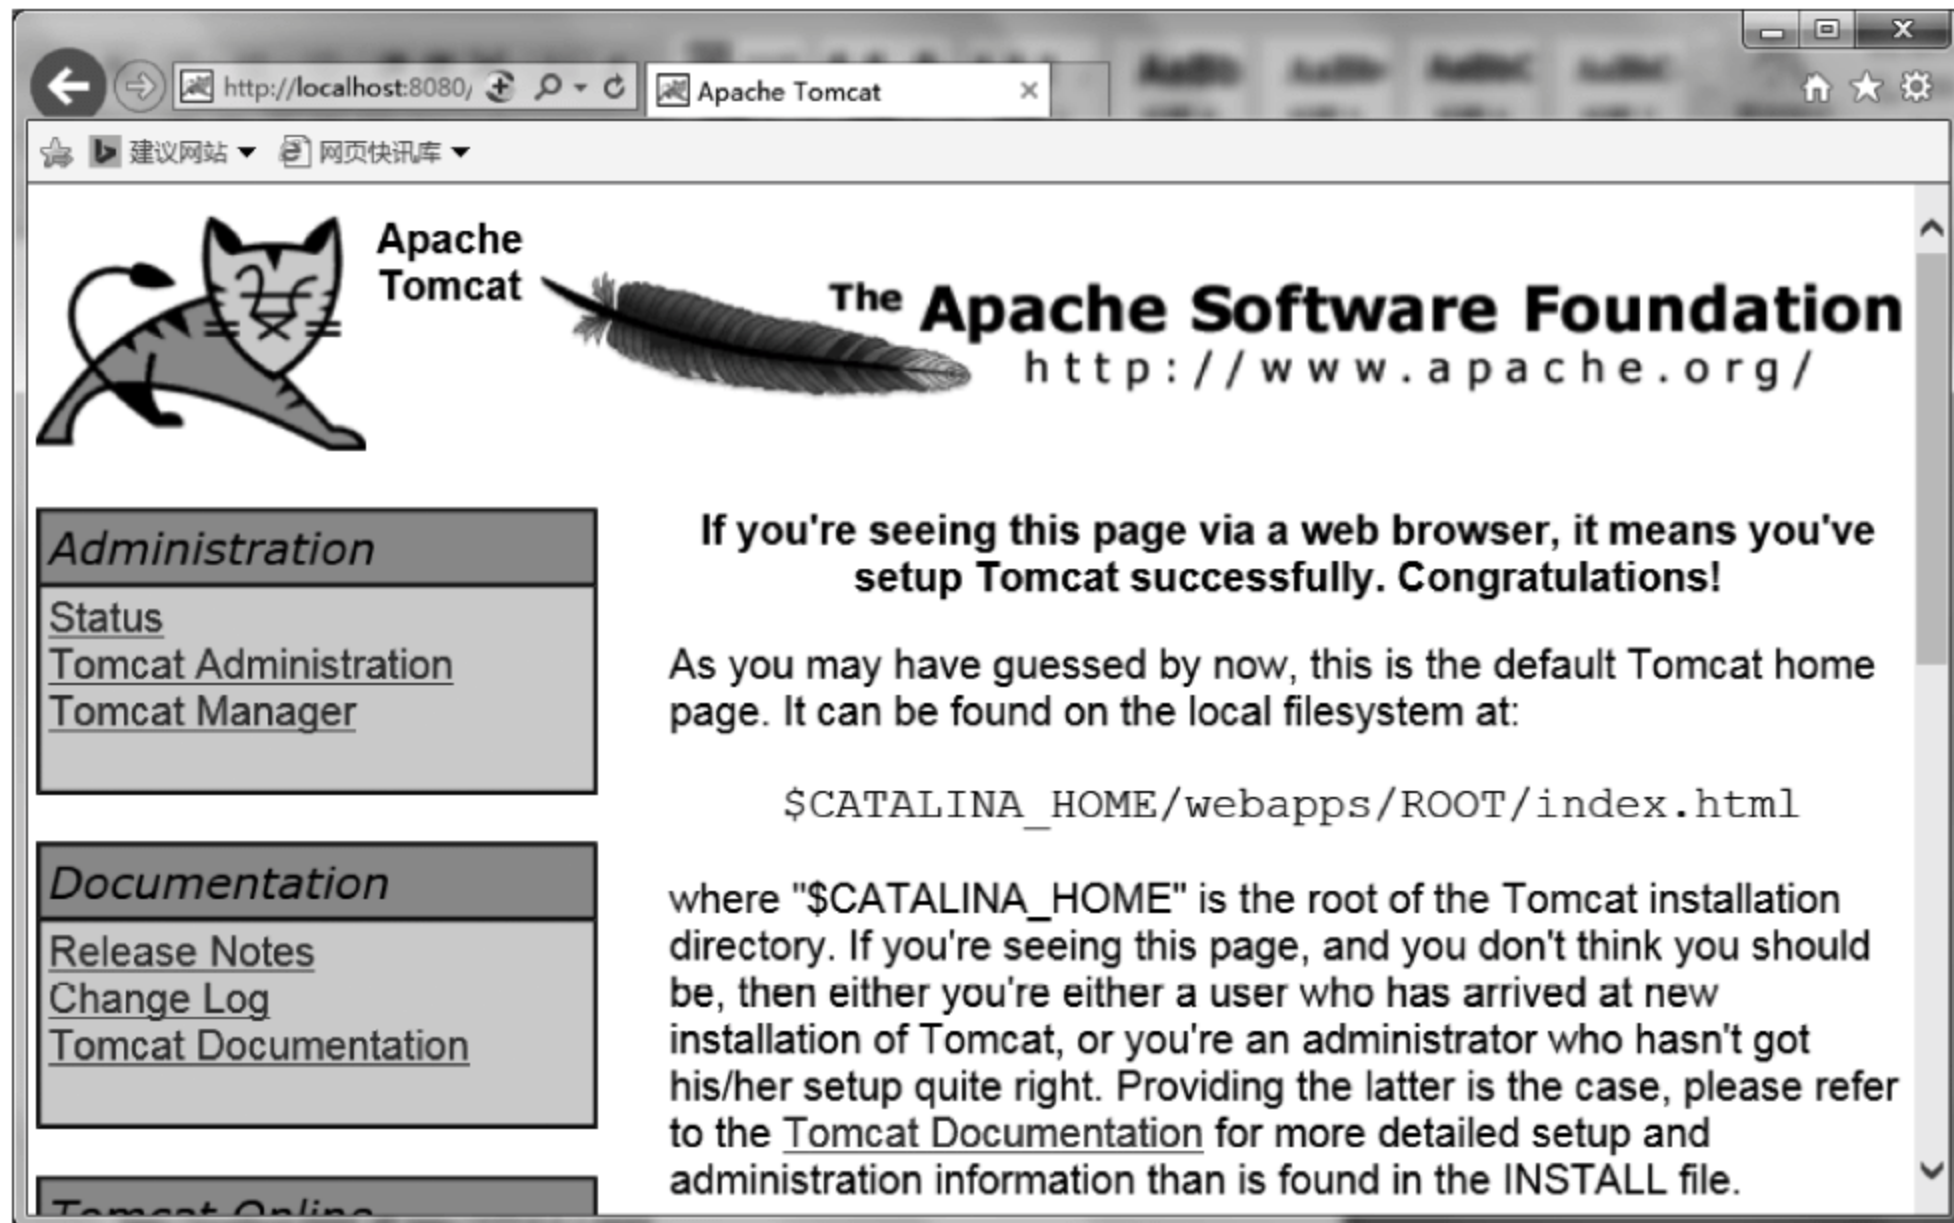 http://localhost:8080/
Apache Tomcat
建议网站
网页快讯库
Apache
Tomcat
The Apache Software Foundation
http://www.apache.org/
Administration
Status
Tomcat Administration
Tomcat Manager
Documentation
Release Notes
Change Log
Tomcat Documentation
Tomcat Online
If you're seeing this page via a web browser, it means you've
setup Tomcat successfully. Congratulations!
As you may have guessed by now, this is the default Tomcat home
page. It can be found on the local filesystem at:
$CATALINA_HOME/webapps/ROOT/index.html
where "$CATALINA_HOME" is the root of the Tomcat installation
directory. If you're seeing this page, and you don't think you should
be, then either you're either a user who has arrived at new
installation of Tomcat, or you're an administrator who hasn't got
his/her setup quite right. Providing the latter is the case, please refer
to the Tomcat Documentation for more detailed setup and
administration information than is found in the INSTALL file.